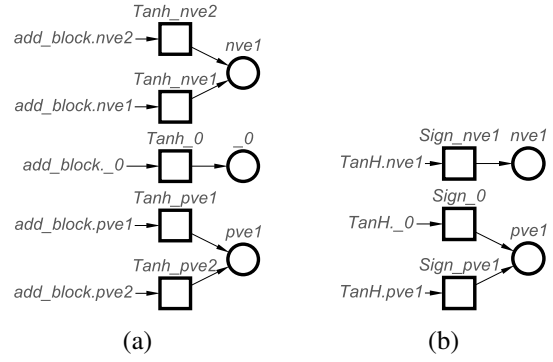 Tanh_nve2
add_block.nve2
nve1
Tanh_nve1
add_block.nve1
Tanh_0
_0
add_block._0
Tanh_pve1
add_block.pve1
pve1
Tanh_pve2
add_block.pve2
(a)
Sign_nve1
nve1
TanH.nve1
Sign_0
TanH._0
pve1
Sign_pve1
TanH.pve1
(b)